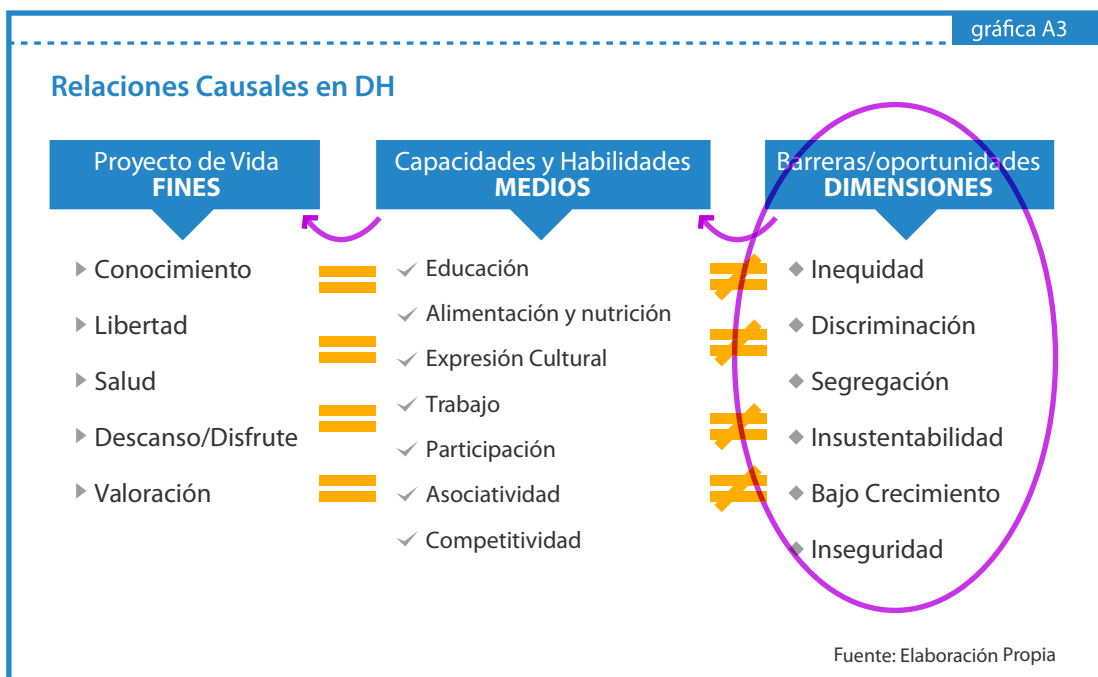 gráfica A3
Relaciones Causales en DH
Proyecto de Vida
FINES
Conocimiento
Libertad
Salud
Descanso/Disfrute
Valoración
Capacidades y Habilidades
MEDIOS
Educación
Alimentación y nutrición
Expresión Cultural
Trabajo
Participación
Asociatividad
Competitividad
Barreras/oportunidades
DIMENSIONES
Inequidad
Discriminación
Segregación
Insustentabilidad
Bajo Crecimiento
Inseguridad
Fuente: Elaboración Propia